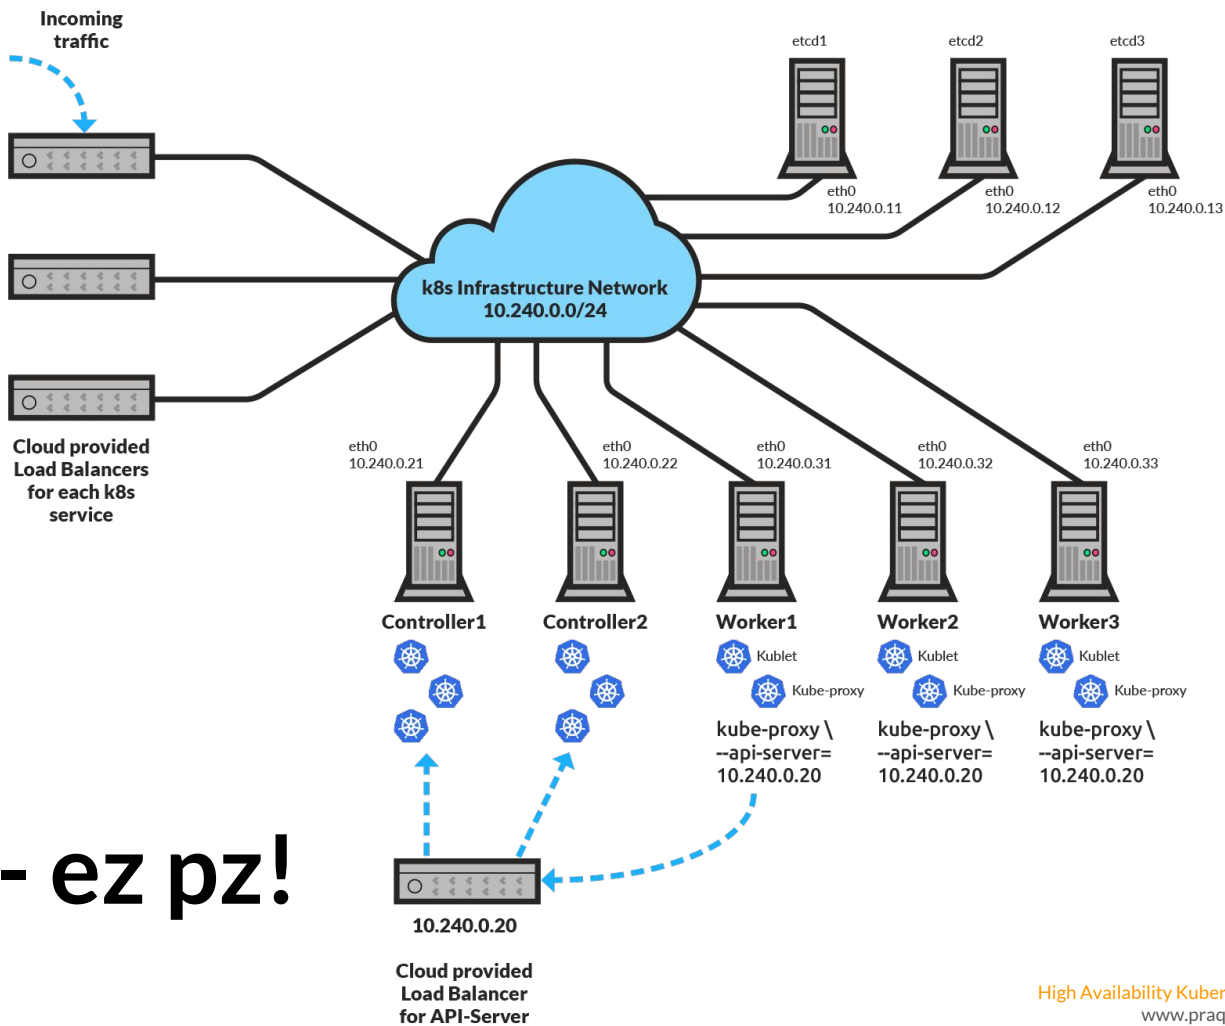 Incoming
traffic
etcd1
etcd2
etcd3
eth0
10.240.0.11
eth0
10.240.0.12
eth0
10.240.0.13
k8s Infrastructure Network
10.240.0.0/24
Cloud provided
Load Balancers
for each k8s
service
eth0
10.240.0.21
eth0
10.240.0.22
eth0
10.240.0.31
eth0
10.240.0.32
eth0
10.240.0.33
Controller1
Controller2
Worker1
Worker2
Worker3
Kublet
Kublet
Kublet
Kube-proxy
Kube-proxy
Kube-proxy
kube-proxy \
--api-server=
10.240.0.20
kube-proxy \
--api-server=
10.240.0.20
kube-proxy \
--api-server=
10.240.0.20
- ez pz!
10.240.0.20
Cloud provided
Load Balancer
for API-Server
High Availability Kuber
www.praq